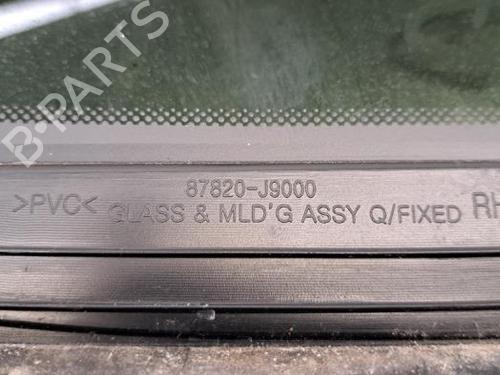 B-PARTS
87820-J9000
>PVC< GLASS & MLD'G ASSY Q/FIXED RH